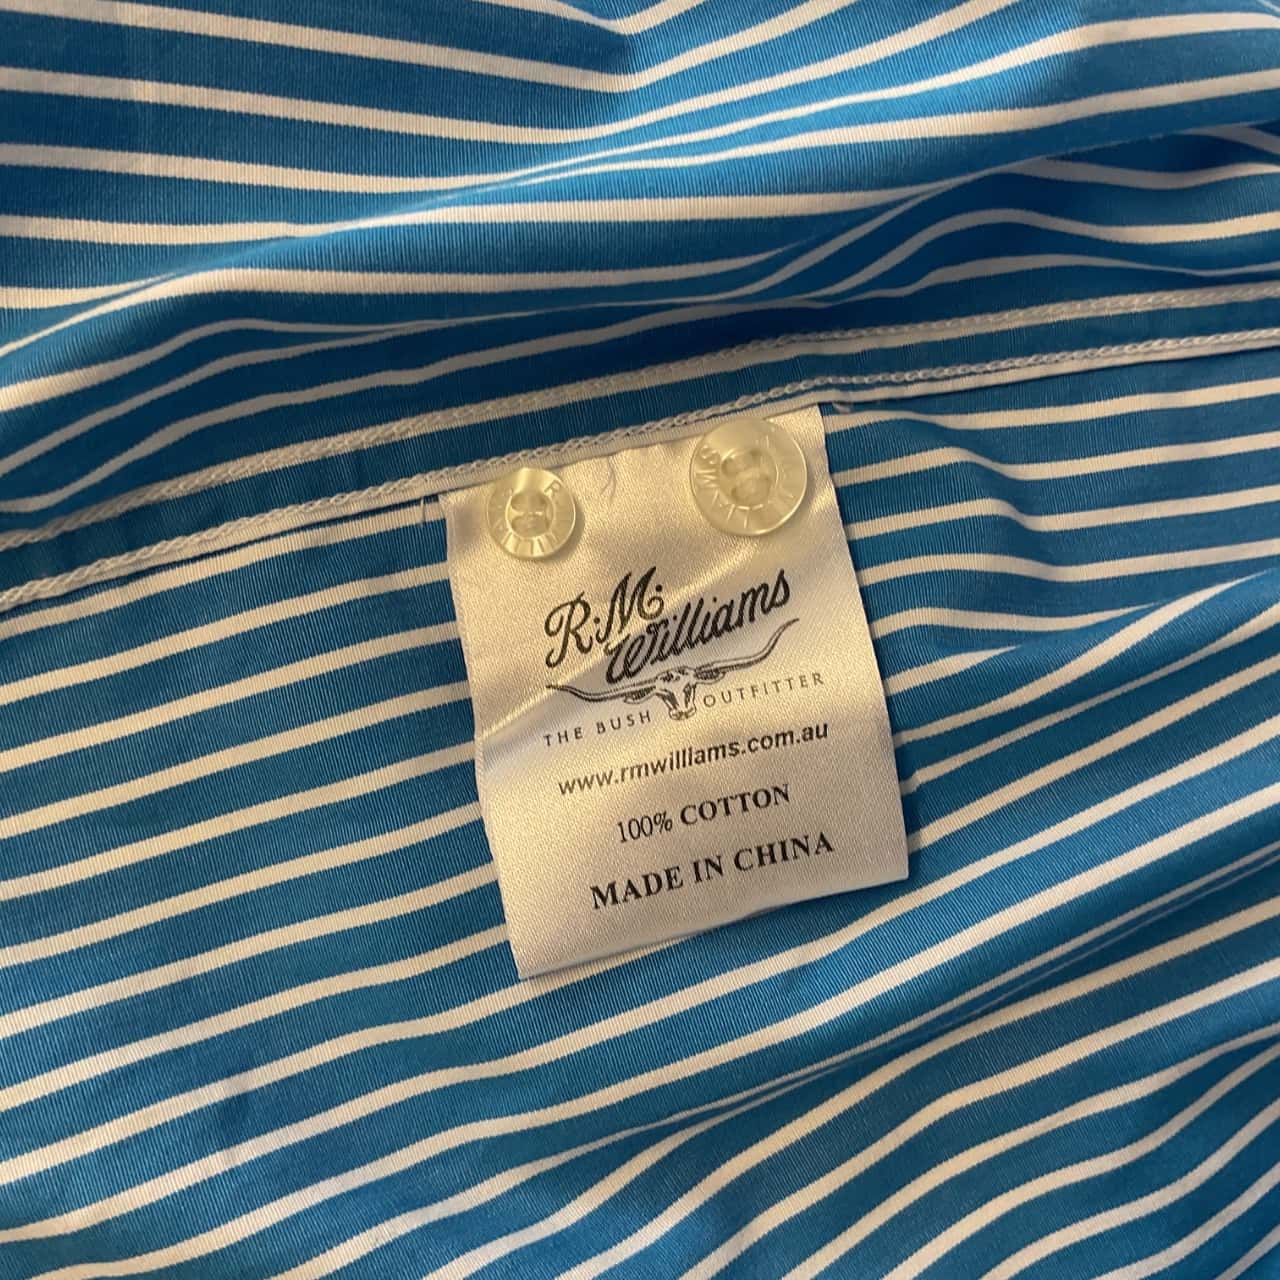 R.M.
Williams
THE BUSH OUTFITTER
www.rmwilliams.com.au
100% COTTON
MADE IN CHINA